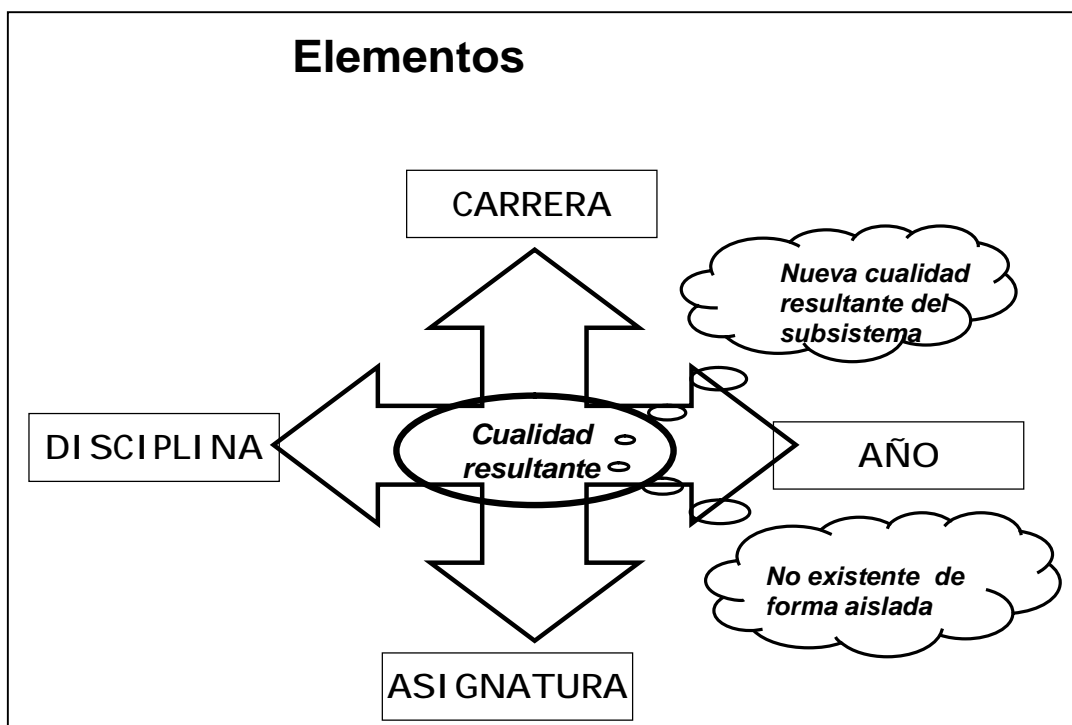 Elementos
CARRERA
Nueva cualidad
resultante del
subsistema
DISCIPLINA
Cualidad
resultante
AÑO
No existente de
forma aislada
ASIGNATURA